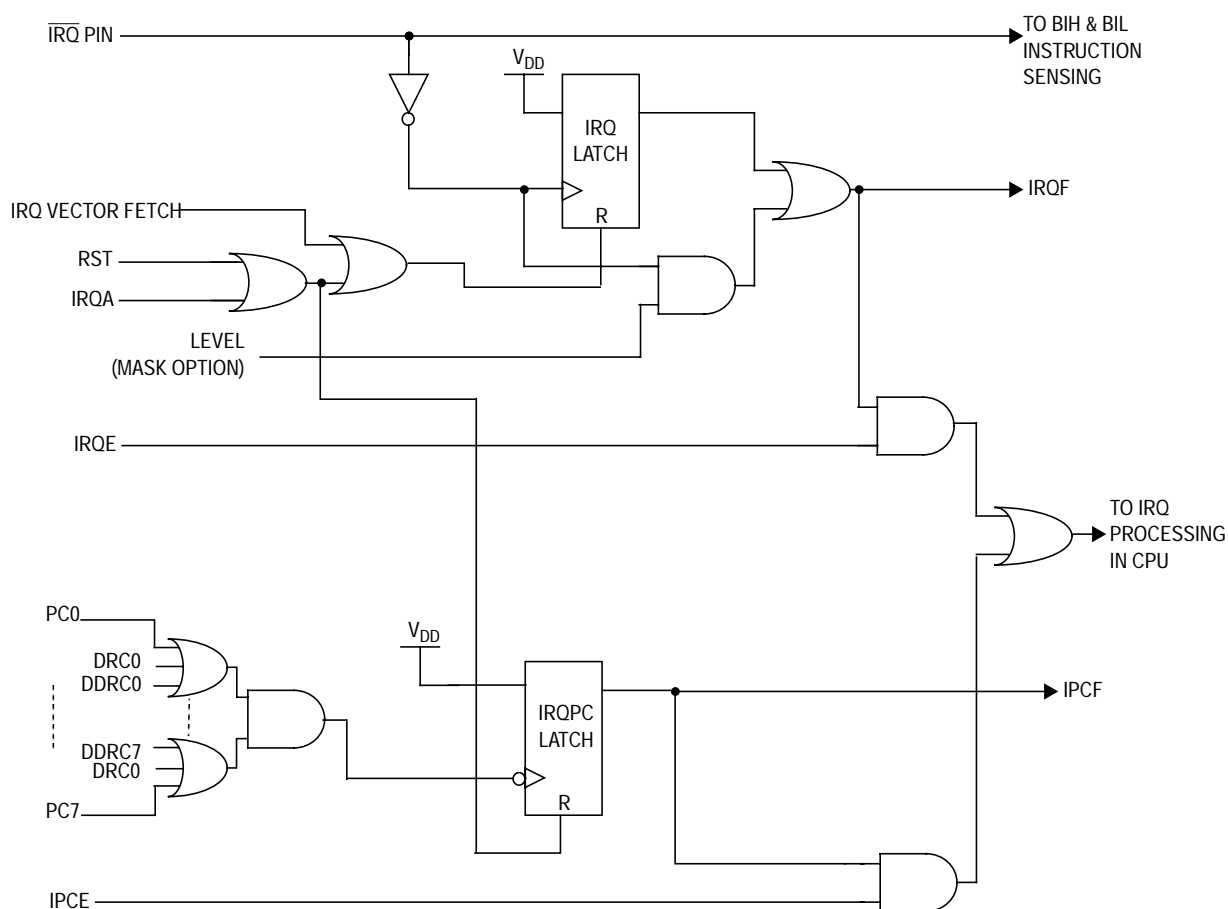 IRQ PIN
TO BIH & BIL
INSTRUCTION
SENSING
VDD
IRQ
LATCH
R
IRQF
IRQ VECTOR FETCH
RST
IRQA
LEVEL
(MASK OPTION)
IRQE
TO IRQ
PROCESSING
IN CPU
PC0
DRC0
DDRC0
DDRC7
DRC0
PC7
VDD
IRQPC
LATCH
R
IPCF
IPCE